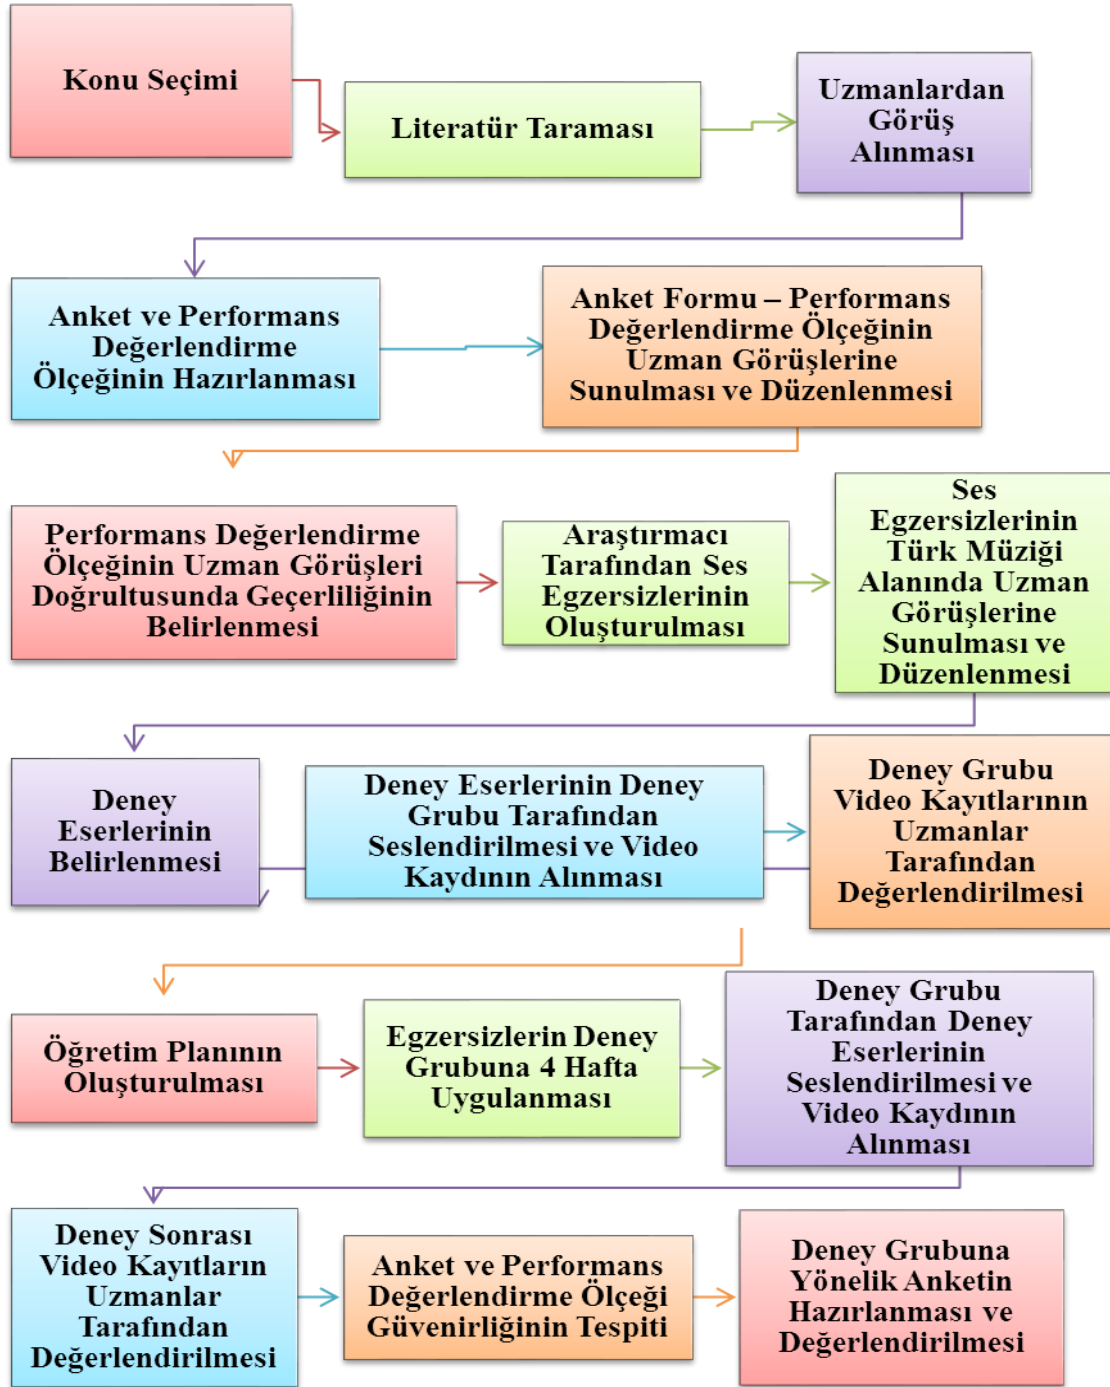 Konu Seçimi
Literatür Taraması
Uzmanlardan
Görüş
Alınması
Anket ve Performans
Değerlendirme
Ölçeğinin Hazırlanması
Anket Formu – Performans
Değerlendirme Ölçeğinin
Uzman Görüşlerine
Sunulması ve Düzenlenmesi
Performans Değerlendirme
Ölçeğinin Uzman Görüşleri
Doğrultusunda Geçerliliğinin
Belirlenmesi
Araştırmacı
Tarafından Ses
Egzersizlerinin
Oluşturulması
Ses
Egzersizlerinin
Türk Müziği
Alanında Uzman
Görüşlerine
Sunulması ve
Düzenlenmesi
Deney
Eserlerinin
Belirlenmesi
Deney Eserlerinin Deney
Grubu Tarafından
Seslendirilmesi ve Video
Kaydının Alınması
Deney Grubu
Video Kayıtlarının
Uzmanlar
Tarafından
Değerlendirilmesi
Öğretim Planının
Oluşturulması
Egzersizlerin Deney
Grubuna 4 Hafta
Uygulanması
Deney Grubu
Tarafından Deney
Eserlerinin
Seslendirilmesi ve
Video Kaydının
Alınması
Deney Sonrası
Video Kayıtların
Uzmanlar
Tarafından
Değerlendirilmesi
Anket ve Performans
Değerlendirme Ölçeği
Güvenirliğinin Tespiti
Deney Grubuna
Yönelik Anketin
Hazırlanması ve
Değerlendirilmesi